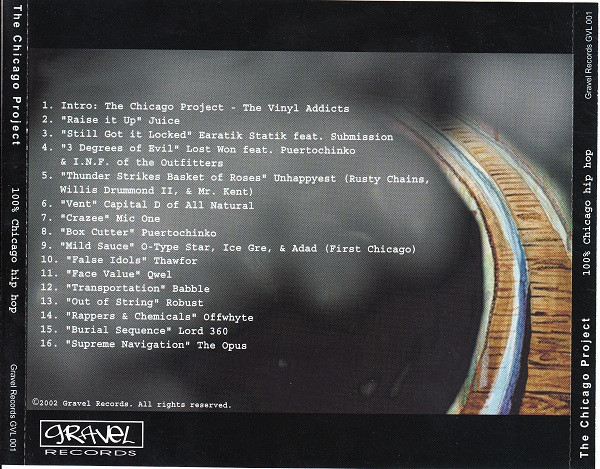 The Chicago Project 100% Chicago hip hop Gravel Records GVL 001
1. Intro: The Chicago Project - The Vinyl Addicts
2. "Raise it Up" Juice
3. "Still Got it Locked" Earatik Statik feat. Submission
4. "3 Degrees of Evil" Lost Won feat. Puertochinko
& I.N.F. of the Outfitters
5. "Thunder Strikes Basket of Roses" Unhappyest (Rusty Chains,
Willis Drummond II, & Mr. Kent)
6. "Vent" Capital D of All Natural
7. "Crazee" Mic One
8. "Box Cutter" Puertochinko
9. "Mild Sauce" O-Type Star, Ice Gre, & Adad (First Chicago)
10. "False Idols" Thawfor
11. "Face Value" Qwel
12. "Transportation" Babble
13. "Out of String" Robust
14. "Rappers & Chemicals" Offwhyte
15. "Burial Sequence" Lord 360
16. "Supreme Navigation" The Opus
©2002 Gravel Records. All rights reserved.
GRAVEL
RECORDS
The Chicago Project 100% Chicago hip hop Gravel Records GVL 001